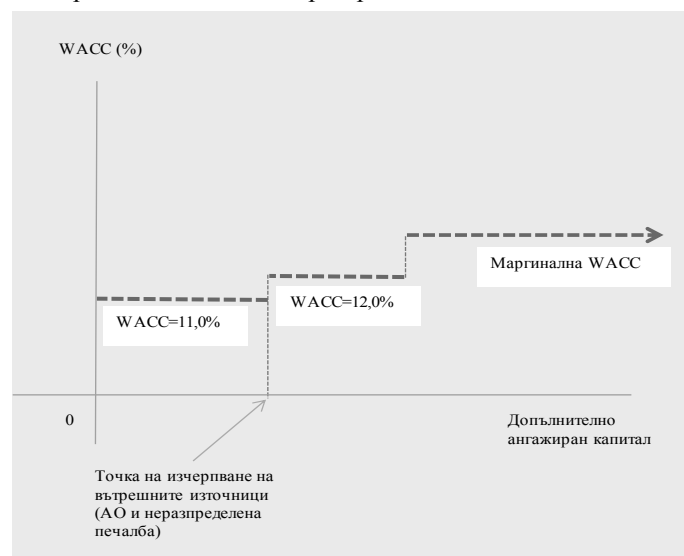 WACC (%)
Маргинална WACC
WACC=12,0%
WACC=11,0%
0
Допълнително
ангажиран капитал
Точка на изчерпване на
вътрешните източници
(АО и неразпределена
печалба)